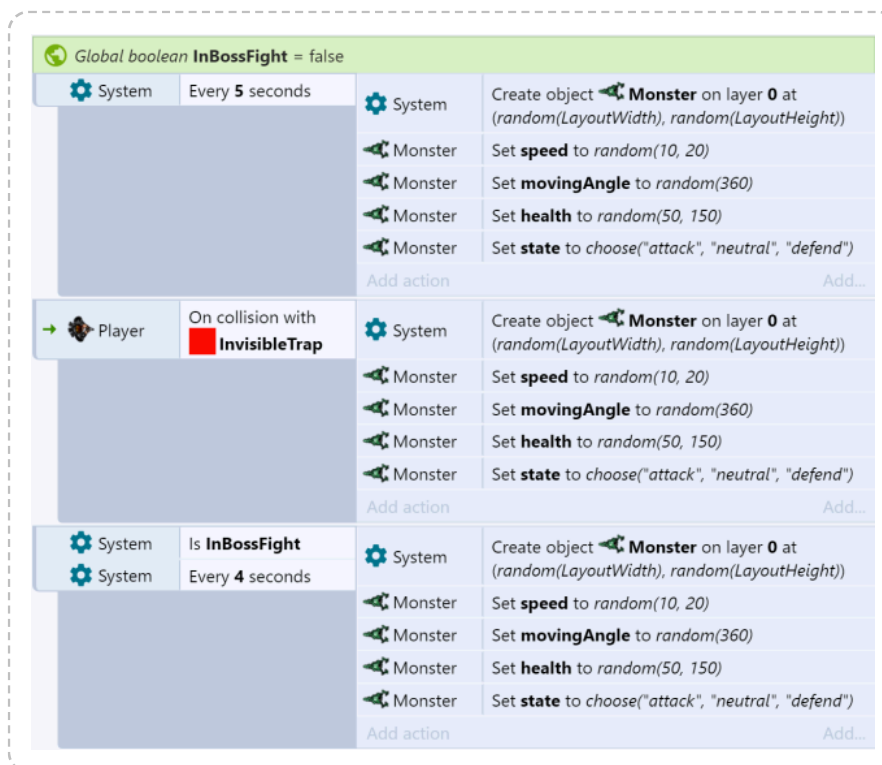 Global boolean InBossFight = false
System Every 5 seconds
System Create object Monster on layer 0 at
(random(LayoutWidth), random(LayoutHeight))
Monster Set speed to random(10, 20)
Monster Set movingAngle to random(360)
Monster Set health to random(50, 150)
Monster Set state to choose("attack", "neutral", "defend")
Add action Add...
Player On collision with
InvisibleTrap
System Create object Monster on layer 0 at
(random(LayoutWidth), random(LayoutHeight))
Monster Set speed to random(10, 20)
Monster Set movingAngle to random(360)
Monster Set health to random(50, 150)
Monster Set state to choose("attack", "neutral", "defend")
Add action Add...
System Is InBossFight
System Every 4 seconds
System Create object Monster on layer 0 at
(random(LayoutWidth), random(LayoutHeight))
Monster Set speed to random(10, 20)
Monster Set movingAngle to random(360)
Monster Set health to random(50, 150)
Monster Set state to choose("attack", "neutral", "defend")
Add action Add...